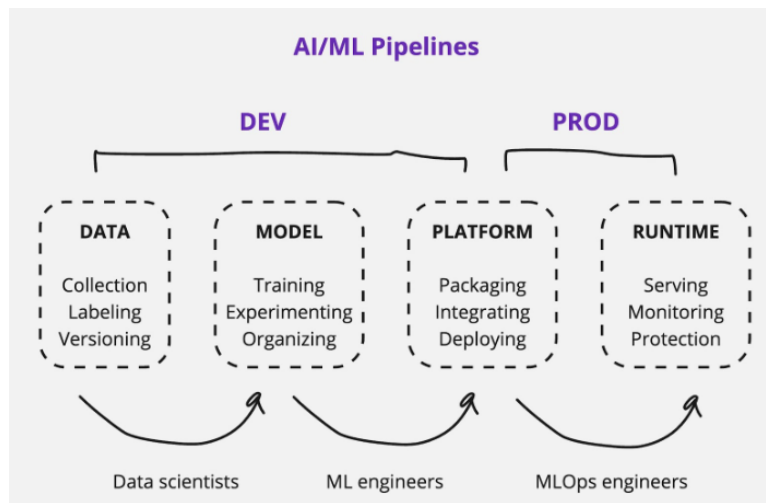 AI/ML Pipelines
DEV
PROD
DATA
Collection
Labeling
Versioning
MODEL
Training
Experimenting
Organizing
PLATFORM
Packaging
Integrating
Deploying
RUNTIME
Serving
Monitoring
Protection
Data scientists
ML engineers
MLOps engineers